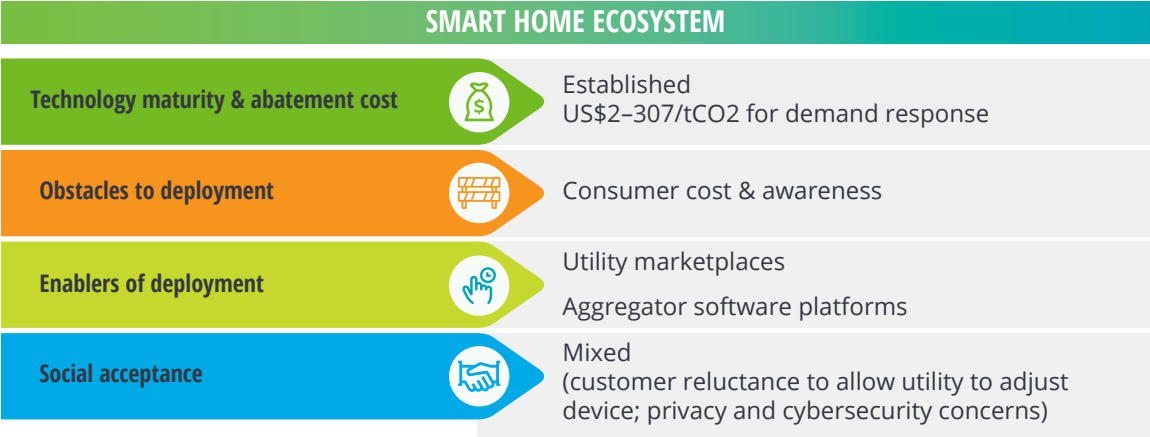 SMART HOME ECOSYSTEM
Technology maturity & abatement cost
Established
US$2–307/tCO2 for demand response
Obstacles to deployment
Consumer cost & awareness
Enablers of deployment
Utility marketplaces
Aggregator software platforms
Social acceptance
Mixed
(customer reluctance to allow utility to adjust
device; privacy and cybersecurity concerns)